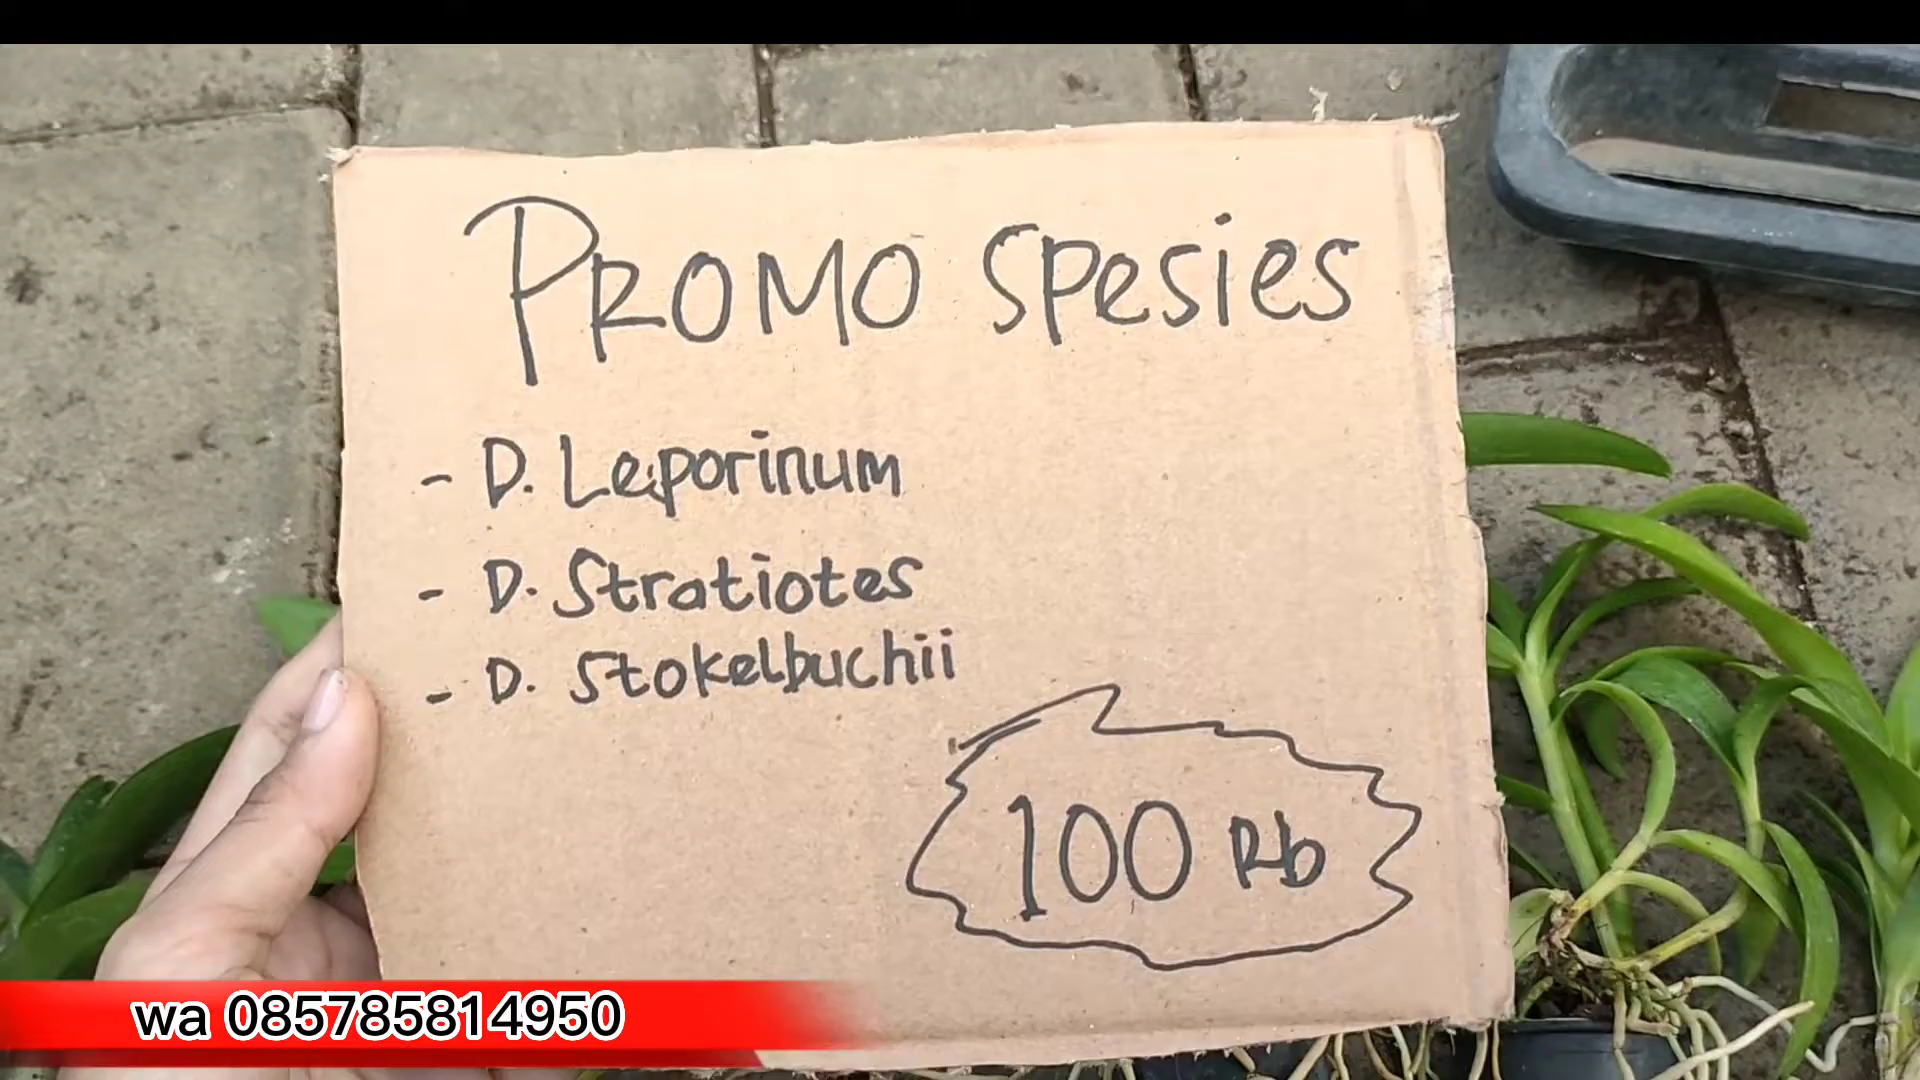 PROMO spesies
- D. Leporinum
- D. Stratiotes
- D. Stokelbuchii
100 Rb
wa 085785814950